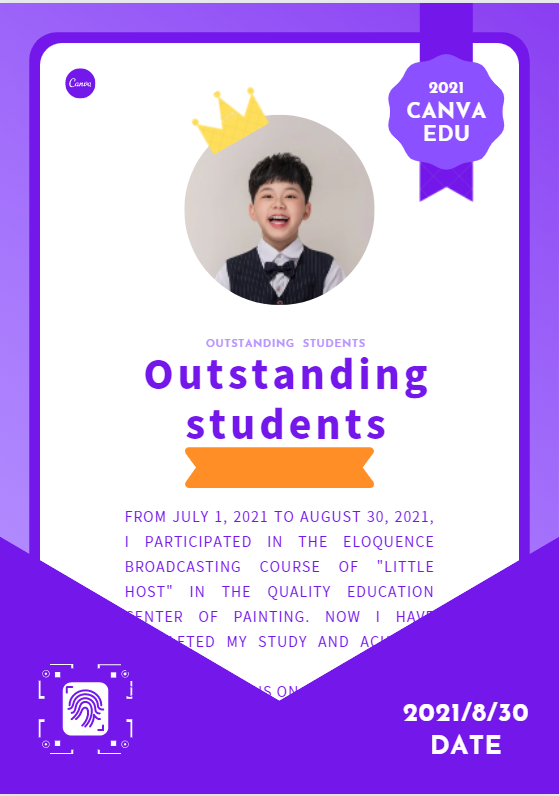 Canva
2021
CANVA
EDU
OUTSTANDING STUDENTS
Outstanding
students
FROM JULY 1, 2021 TO AUGUST 30, 2021,
I PARTICIPATED IN THE ELOQUENCE
BROADCASTING COURSE OF "LITTLE
HOST" IN THE QUALITY EDUCATION
CENTER OF PAINTING. NOW I HAVE
MY STUDY AND
ON
2021/8/30
DATE